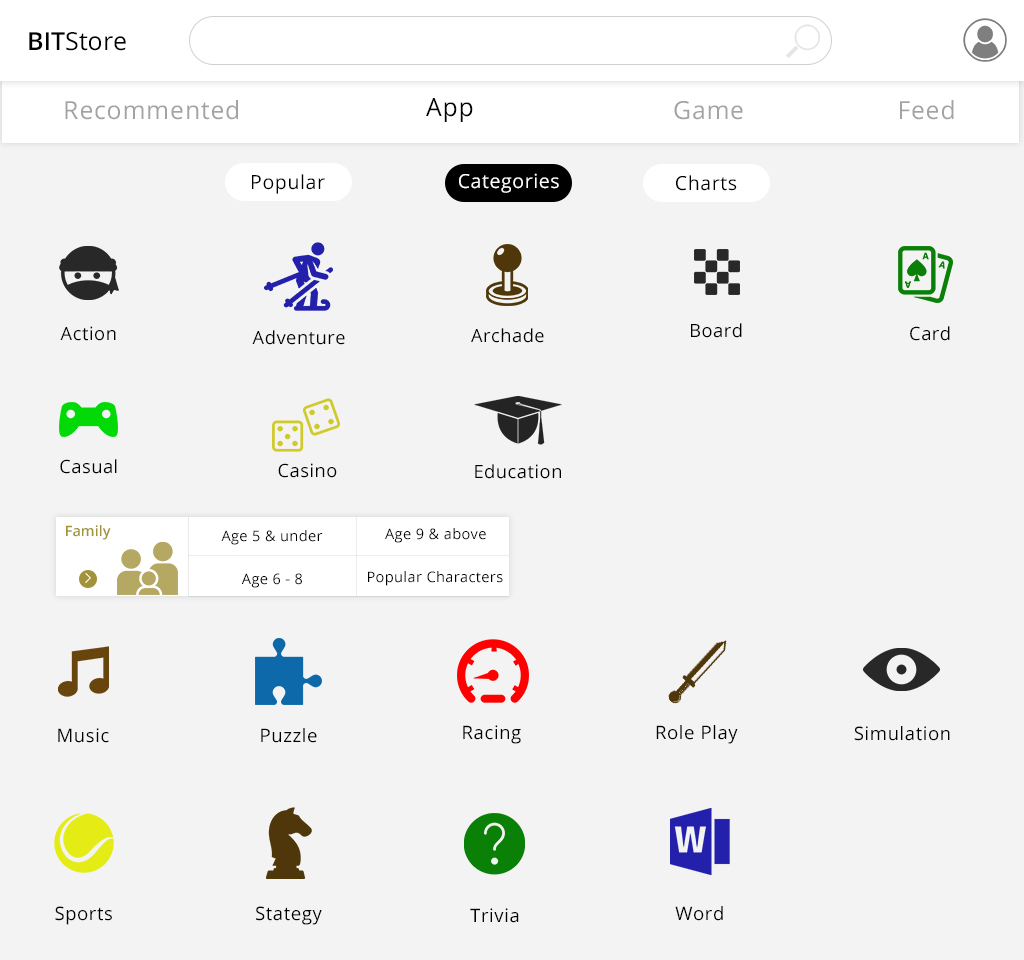 BITStore
Recommented
App
Game
Feed
Popular
Categories
Charts
A
A
A
Action
Adventure
Archade
Board
Card
Casual
Casino
Education
Family
Age 5 & under
Age 9 & above
Age 6 - 8
Popular Characters
Music
Puzzle
Racing
Role Play
Simulation
?
W
Sports
Stategy
Trivia
Word